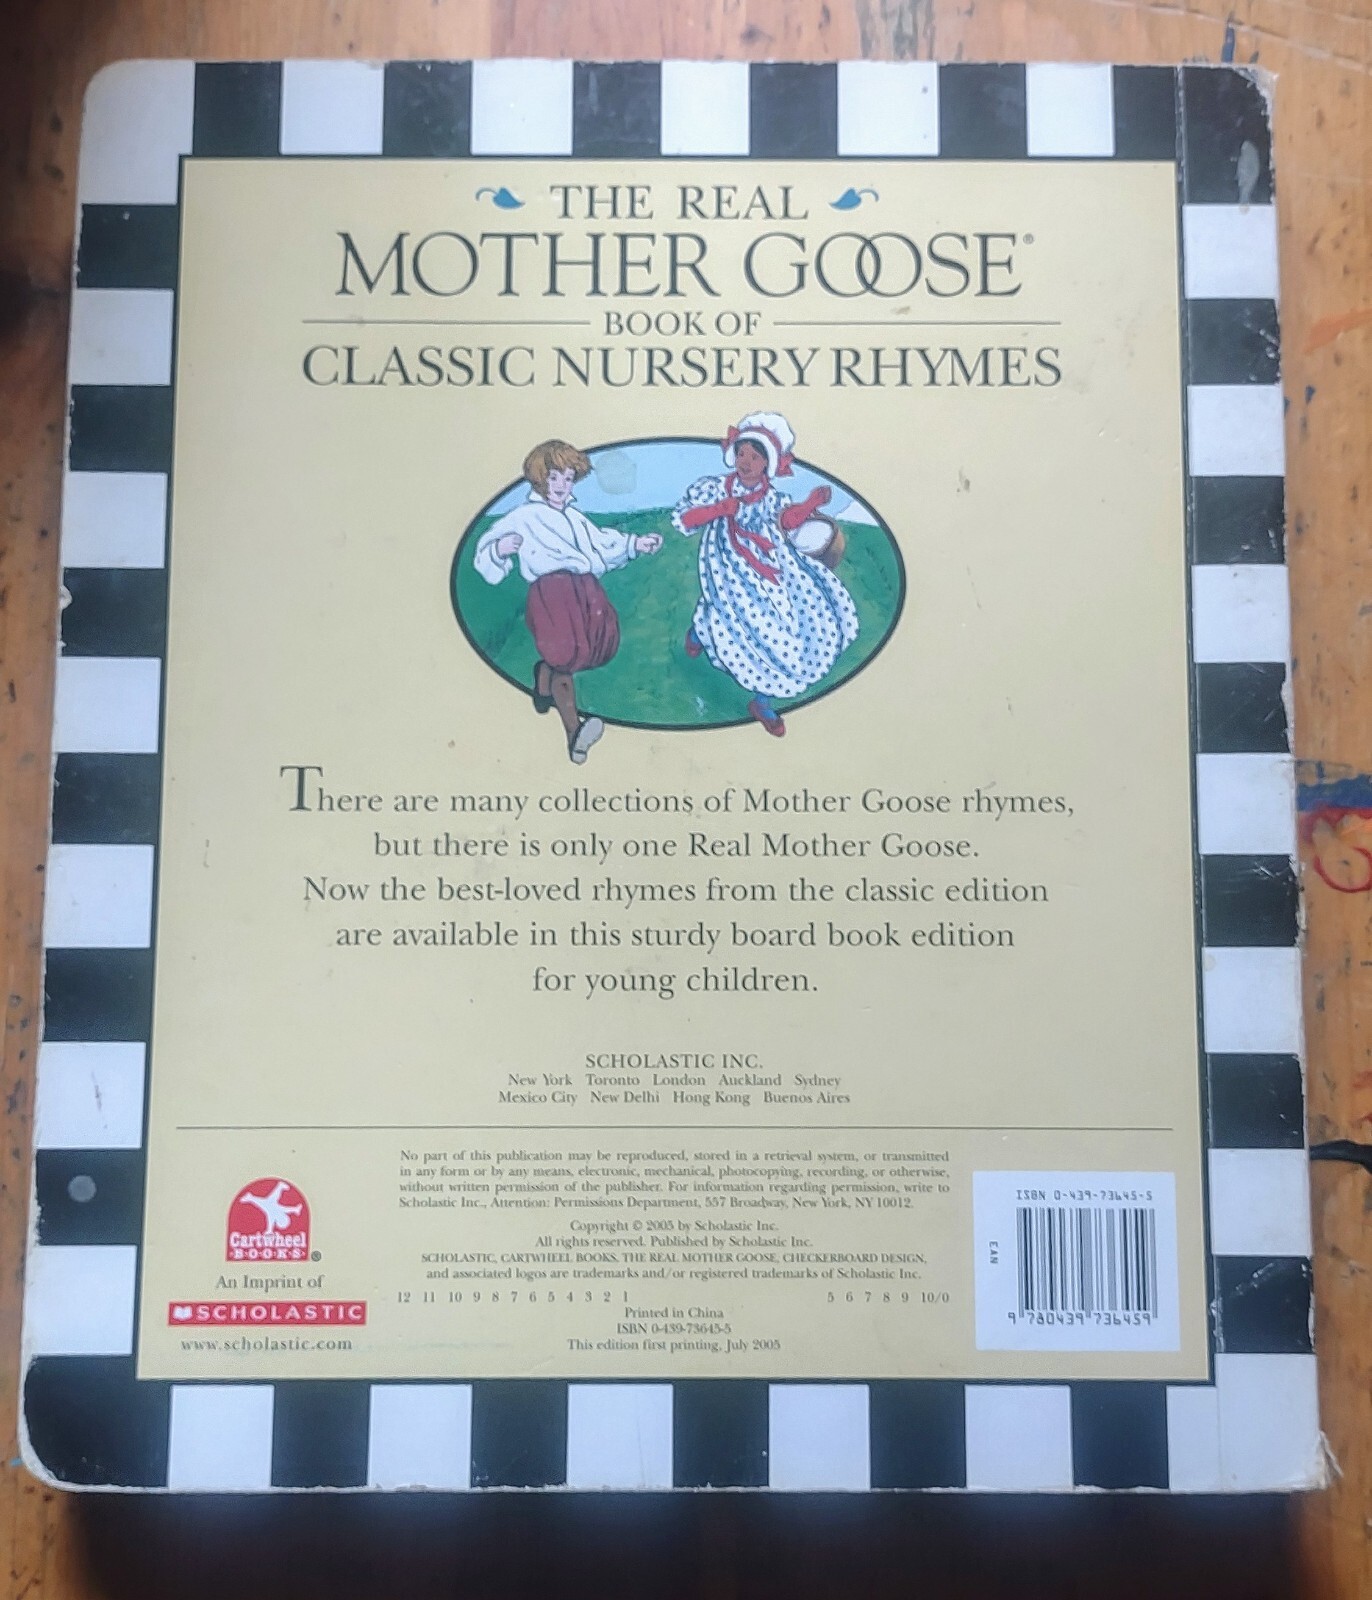 THE REAL
MOTHER GOOSE®
BOOK OF
CLASSIC NURSERY RHYMES
There are many collections of Mother Goose rhymes,
but there is only one Real Mother Goose.
Now the best-loved rhymes from the classic edition
are available in this sturdy board book edition
for young children.
SCHOLASTIC INC.
New York Toronto London Auckland Sydney
Mexico City New Delhi Hong Kong Buenos Aires
No part of this publication may be reproduced, stored in a retrieval system, or transmitted
in any form or by any means, electronic, mechanical, photocopying, recording, or otherwise,
without written permission of the publisher. For information regarding permission, write to
Scholastic Inc., Attention: Permissions Department, 557 Broadway, New York, NY 10012.
Copyright © 2005 by Scholastic Inc.
All rights reserved. Published by Scholastic Inc.
SCHOLASTIC, CARTWHEEL BOOKS, THE REAL MOTHER GOOSE, CHECKERBOARD DESIGN,
and associated logos are trademarks and/or registered trademarks of Scholastic Inc.
12 11 10 9 8 7 6 5 4 3 2 1 5 6 7 8 9 10/0
Printed in China
ISBN 0-439-73645-5
This edition first printing, July 2005
Cartwheel
BOOKS®
An Imprint of
SCHOLASTIC
www.scholastic.com
ISBN 0-439-73645-5
EAN
9 780439 736459